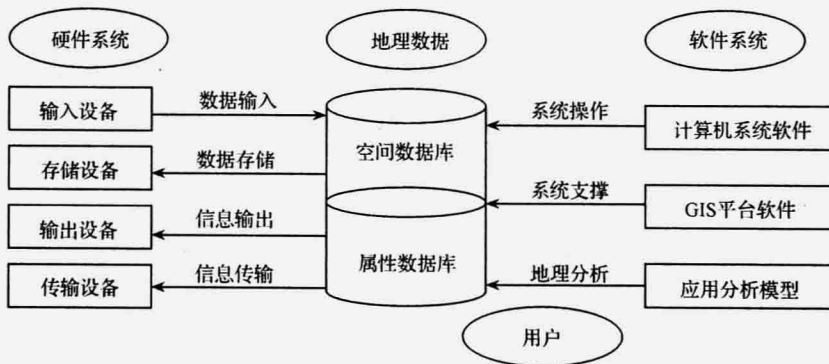 硬件系统
地理数据
软件系统
输入设备
数据输入
系统操作
计算机系统软件
空间数据库
存储设备
数据存储
系统支撑
GIS平台软件
输出设备
信息输出
属性数据库
传输设备
信息传输
地理分析
应用分析模型
用户